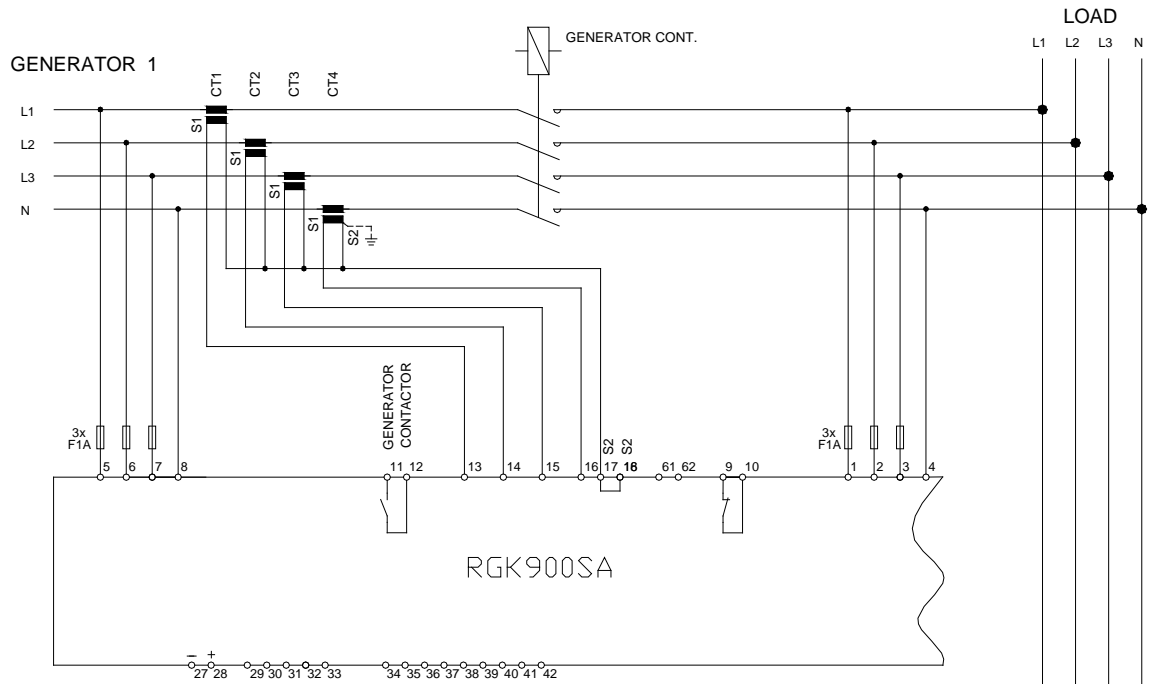 LOAD
L1 L2 L3 N
GENERATOR CONT.
GENERATOR 1
CT1
CT2
CT3
CT4
L1
S1
L2
S1
L3
S1
N
S1
S2
GENERATOR
CONTACTOR
S2
S2
3x
F1A
3x
F1A
5 6 7 8 11 12 13 14 15 16 17 18 61 62 9 10 1 2 3 4
RGK900SA
− +
27 28 29 30 31 32 33 34 35 36 37 38 39 40 41 42